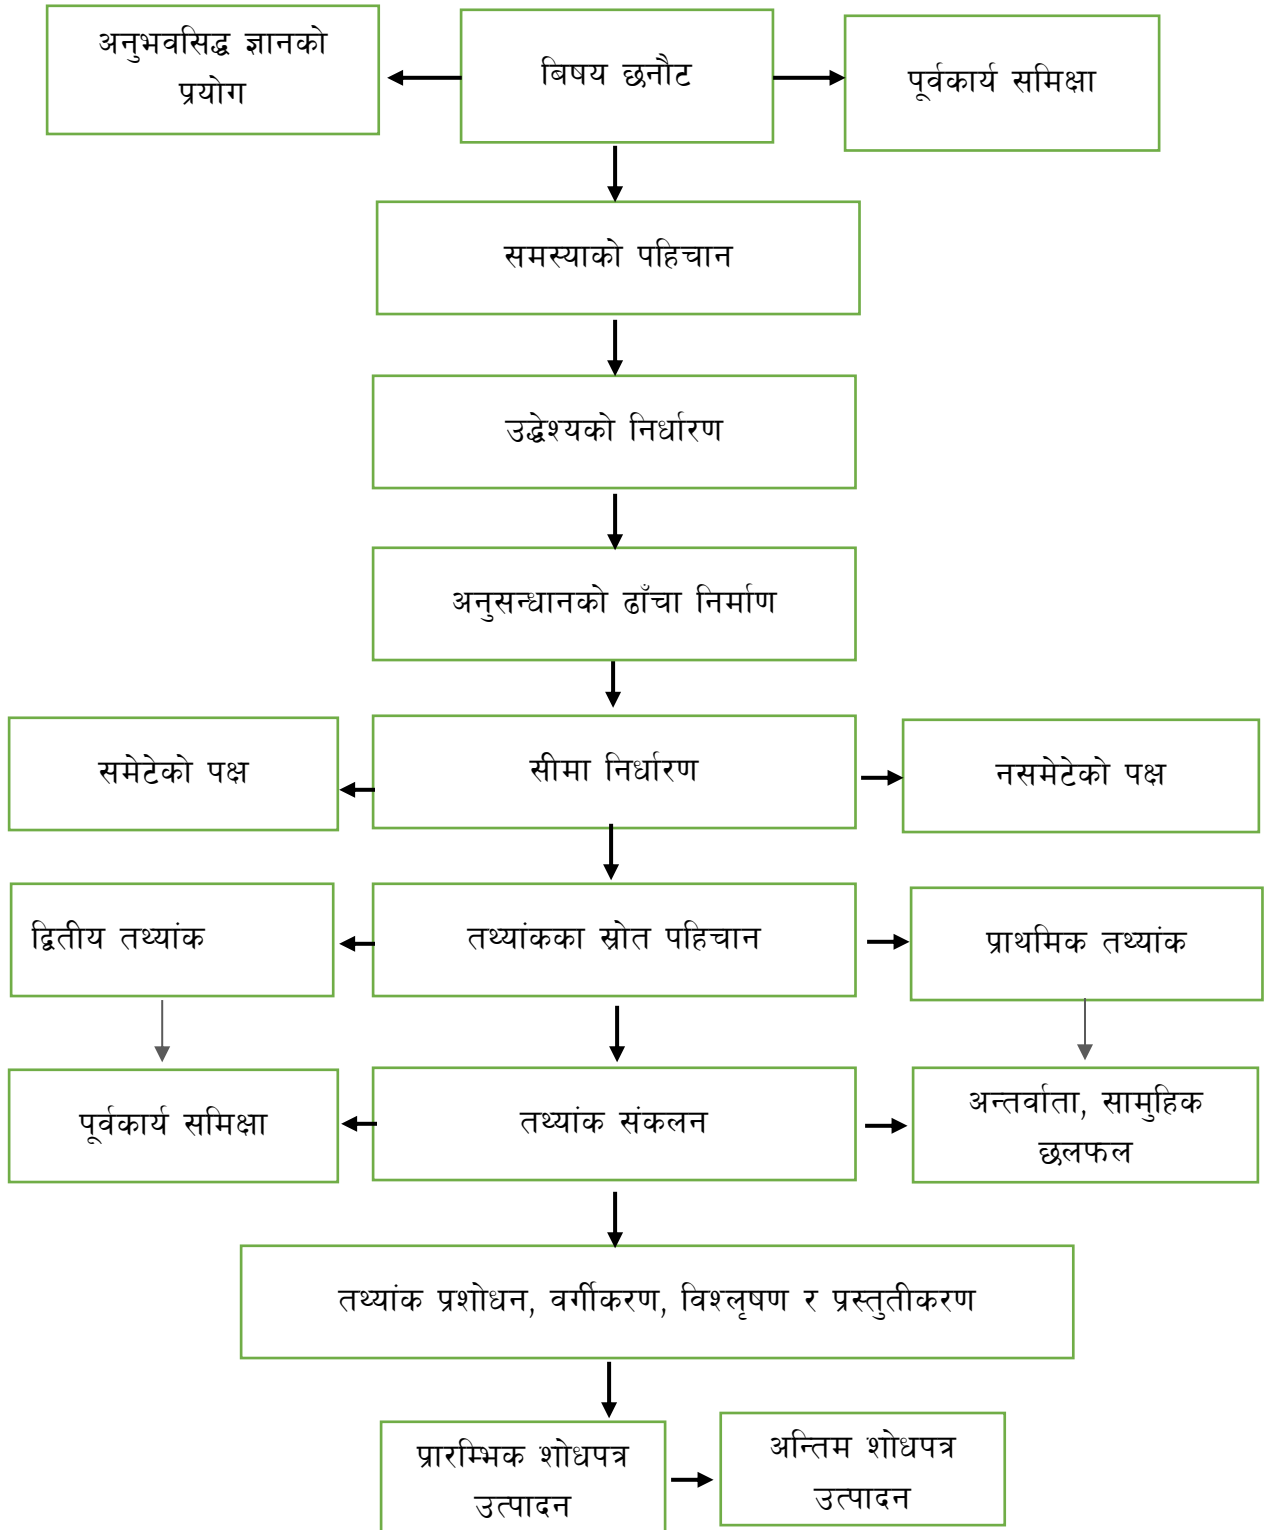 अनुभवसिद्ध ज्ञानको
प्रयोग
बिषय छनौट
पूर्वकार्य समिक्षा
समस्याको पहिचान
उद्धेश्यको निर्धारण
अनुसन्धानको ढाँचा निर्माण
समेटेको पक्ष
सीमा निर्धारण
नसमेटेको पक्ष
द्वितीय तथ्यांक
तथ्यांकका स्रोत पहिचान
प्राथमिक तथ्यांक
पूर्वकार्य समिक्षा
तथ्यांक संकलन
अन्तर्वाता, सामुहिक
छलफल
तथ्यांक प्रशोधन, वर्गीकरण, विश्लृषण र प्रस्तुतीकरण
प्रारम्भिक शोधपत्र
उत्पादन
अन्तिम शोधपत्र
उत्पादन